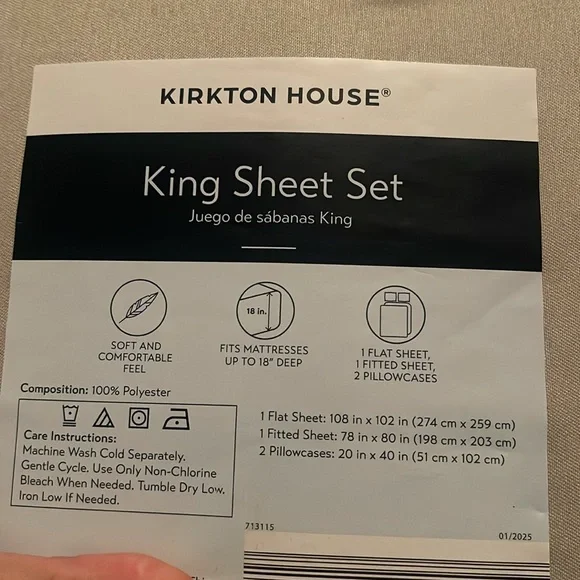 KIRKTON HOUSE®
King Sheet Set
Juego de sábanas King
18 in.
SOFT AND
COMFORTABLE
FEEL
FITS MATTRESSES
UP TO 18" DEEP
1 FLAT SHEET,
1 FITTED SHEET,
2 PILLOWCASES
Composition: 100% Polyester
Care Instructions:
Machine Wash Cold Separately.
Gentle Cycle. Use Only Non-Chlorine
Bleach When Needed. Tumble Dry Low.
Iron Low If Needed.
1 Flat Sheet: 108 in x 102 in (274 cm x 259 cm)
1 Fitted Sheet: 78 in x 80 in (198 cm x 203 cm)
2 Pillowcases: 20 in x 40 in (51 cm x 102 cm)
713115
01/2025